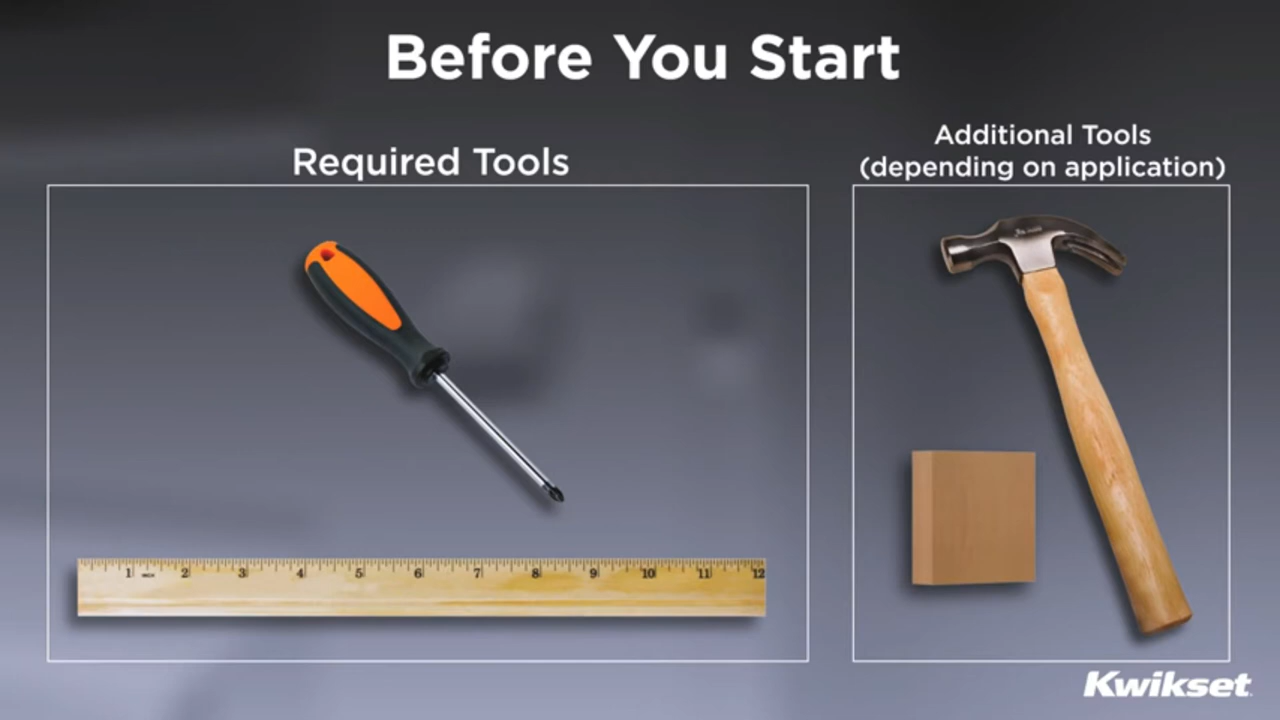 Before You Start
Required Tools
Additional Tools
(depending on application)
1 INCH 2 3 4 5 6 7 8 9 10 11 12
Kwikset